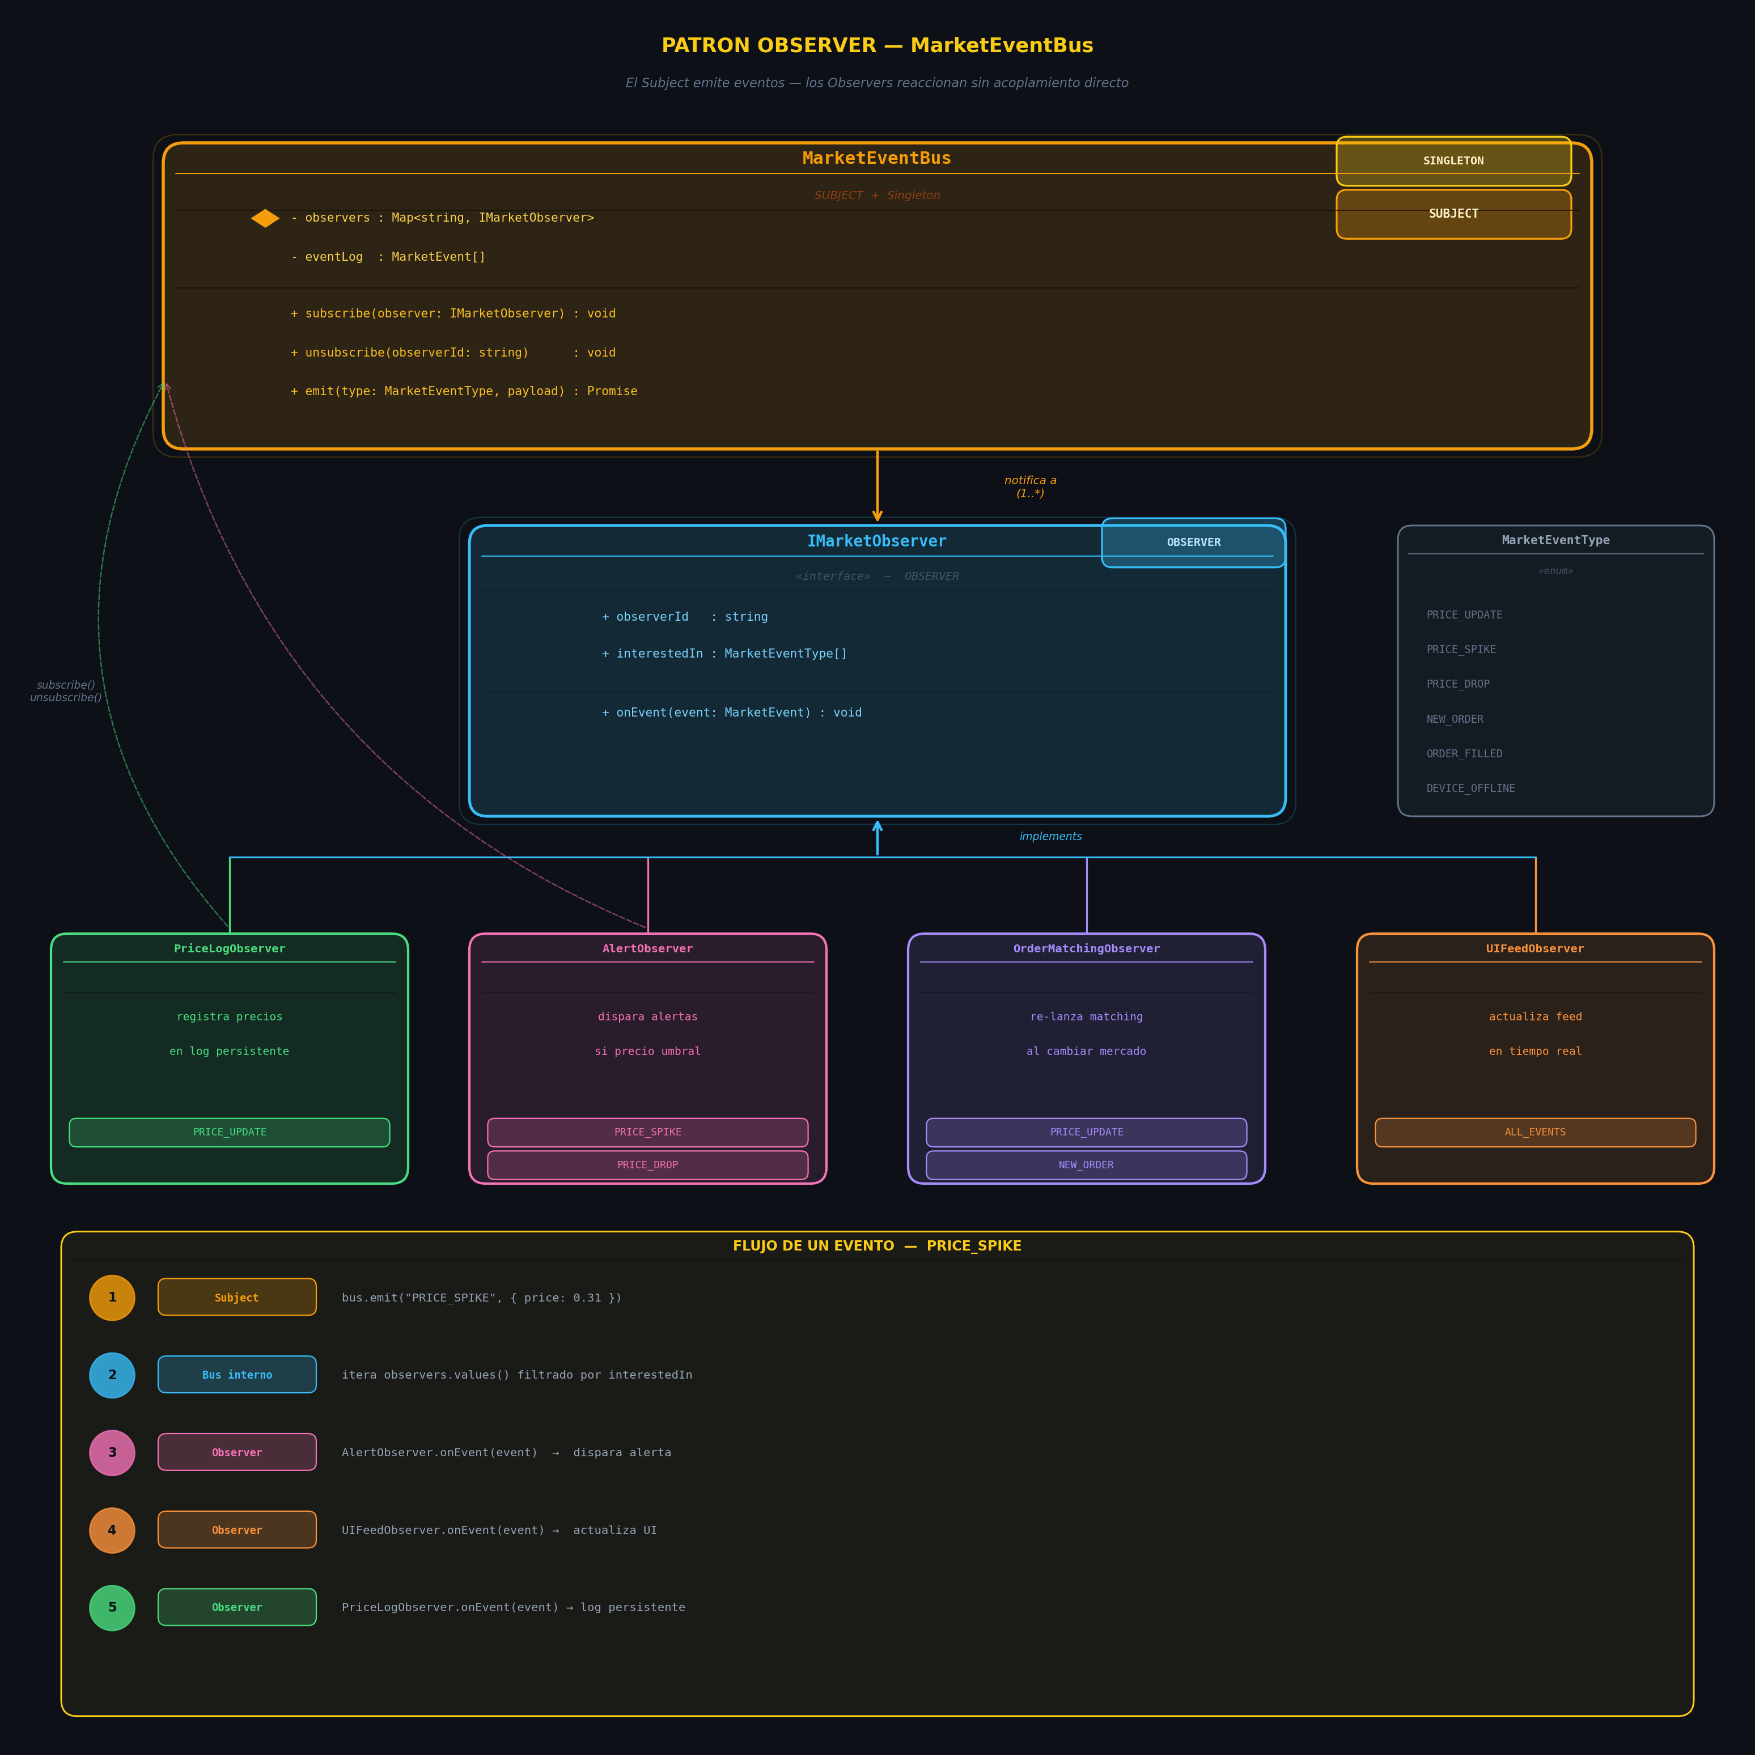 PATRON OBSERVER — MarketEventBus
El Subject emite eventos — los Observers reaccionan sin acoplamiento directo
MarketEventBus
SINGLETON
SUBJECT + Singleton
SUBJECT
- observers : Map<string, IMarketObserver>
- eventLog  : MarketEvent[]
+ subscribe(observer: IMarketObserver) : void
+ unsubscribe(observerId: string)      : void
+ emit(type: MarketEventType, payload) : Promise
notifica a
(1..*)
IMarketObserver
OBSERVER
«interface» — OBSERVER
+ observerId   : string
+ interestedIn : MarketEventType[]
+ onEvent(event: MarketEvent) : void
MarketEventType
«enum»
PRICE_UPDATE
PRICE_SPIKE
PRICE_DROP
NEW_ORDER
ORDER_FILLED
DEVICE_OFFLINE
subscribe()
unsubscribe()
implements
PriceLogObserver
registra precios
en log persistente
PRICE_UPDATE
AlertObserver
dispara alertas
si precio umbral
PRICE_SPIKE
PRICE_DROP
OrderMatchingObserver
re-lanza matching
al cambiar mercado
PRICE_UPDATE
NEW_ORDER
UIFeedObserver
actualiza feed
en tiempo real
ALL_EVENTS
FLUJO DE UN EVENTO — PRICE_SPIKE
1 Subject bus.emit("PRICE_SPIKE", { price: 0.31 })
2 Bus interno itera observers.values() filtrado por interestedIn
3 Observer AlertObserver.onEvent(event) → dispara alerta
4 Observer UIFeedObserver.onEvent(event) → actualiza UI
5 Observer PriceLogObserver.onEvent(event) → log persistente